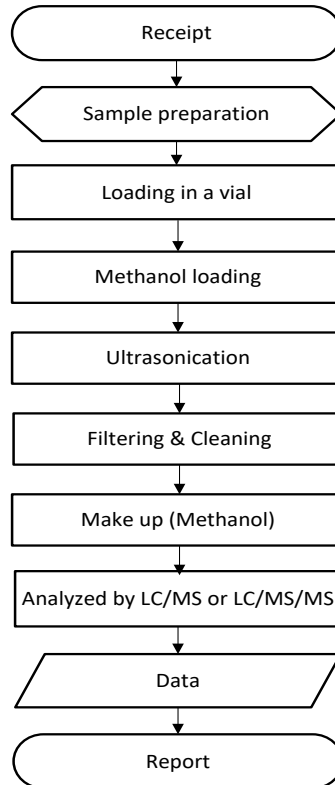 Receipt
Sample preparation
Loading in a vial
Methanol loading
Ultrasonication
Filtering & Cleaning
Make up (Methanol)
Analyzed by LC/MS or LC/MS/MS
Data
Report